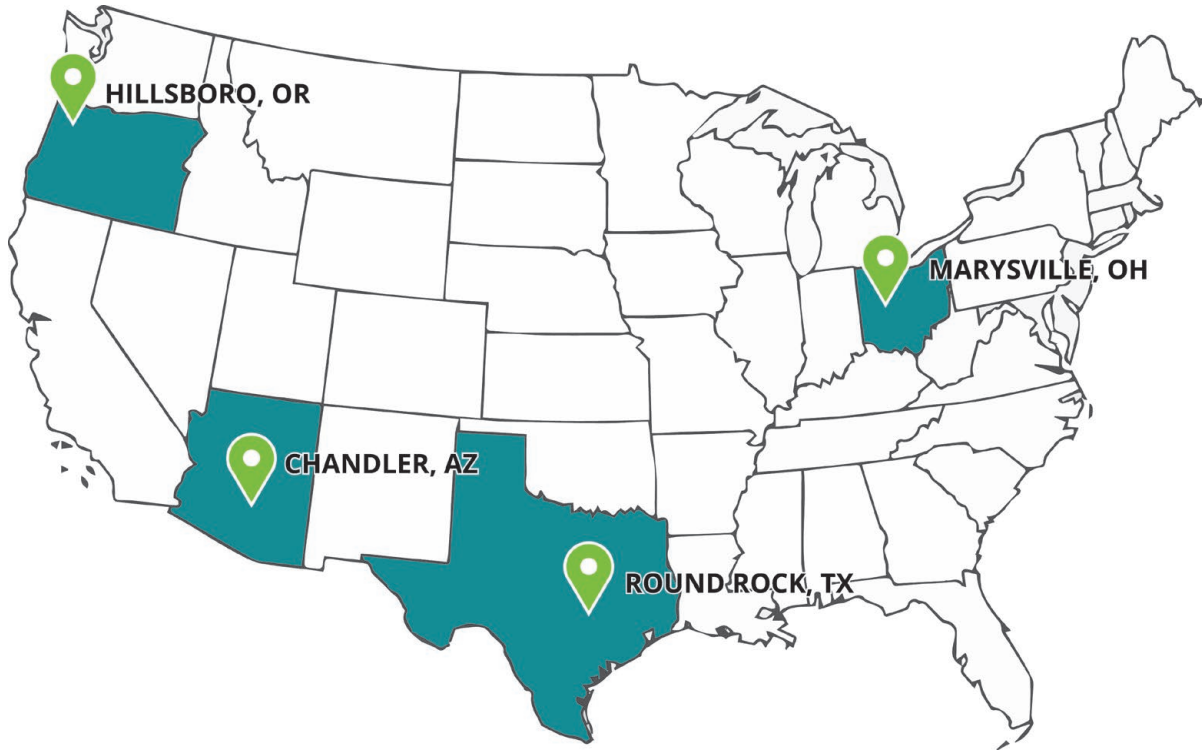 HILLSBORO, OR
MARYSVILLE, OH
CHANDLER, AZ
ROUND ROCK, TX